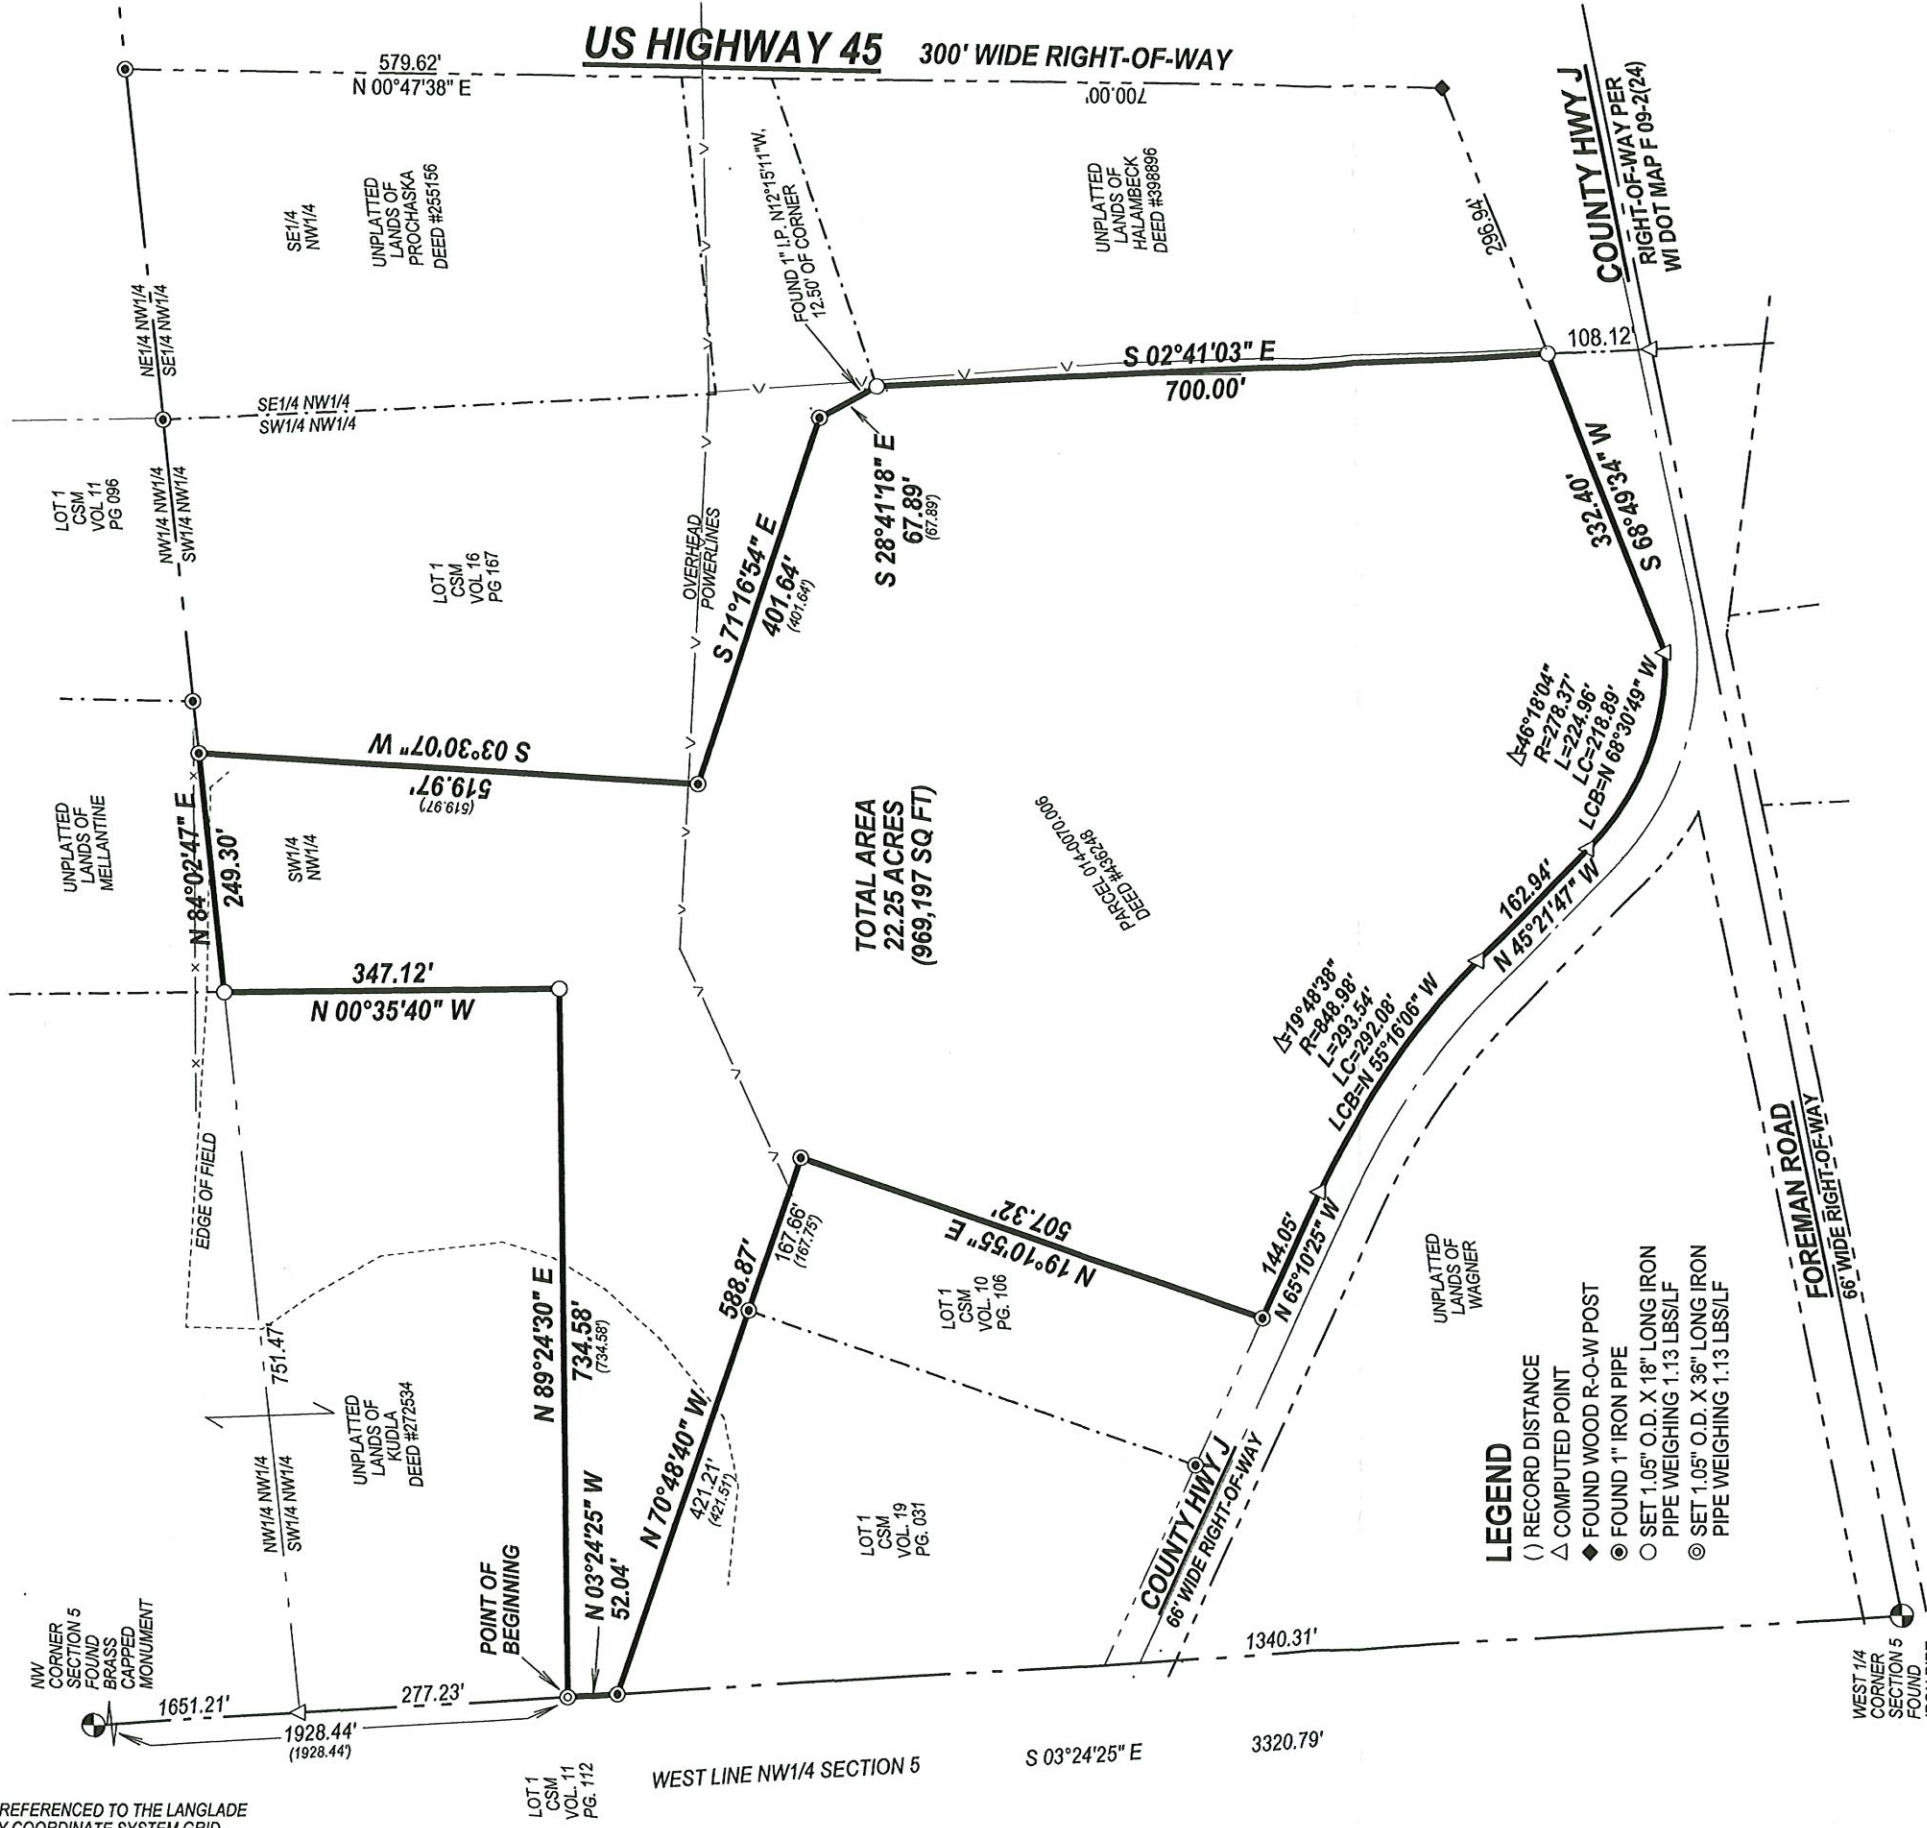 US HIGHWAY 45 300' WIDE RIGHT-OF-WAY
579.62'
N 00°47'38" E
700.00'
COUNTY HWY J
RIGHT-OF-WAY PER
WI DOT MAP F 09-2(24)
296.94'
108.12'
UNPLATTED
LANDS OF
PROCHASKA
DEED #255156
SE1/4
NW1/4
NE1/4 NW1/4
SE1/4 NW1/4
FOUND 1" I.P. N12°15'11"W,
12.50' OF CORNER
UNPLATTED
LANDS OF
HALAMBECK
DEED #398896
SE1/4 NW1/4
SW1/4 NW1/4
S 02°41'03" E
700.00'
LOT 1
CSM
VOL 11
PG 096
NW1/4 NW1/4
SW1/4 NW1/4
LOT 1
CSM
VOL 16
PG 167
OVERHEAD
POWERLINES
S 71°16'54" E
401.64'
(401.64')
S 28°41'18" E
67.89'
(67.89')
332.40'
S 68°49'34" W
S 03°30'07" W
519.97'
(519.97')
UNPLATTED
LANDS OF
MELLANTINE
N 84°02'47" E
249.30'
SW1/4
NW1/4
TOTAL AREA
22.25 ACRES
(969,197 SQ FT)
PARCEL 014-0070.006
DEED #436248
Δ=46°18'04"
R=278.37'
L=224.96'
LC=218.89'
LCB=N 68°30'49" W
162.94'
N 45°21'47" W
347.12'
N 00°35'40" W
Δ=19°48'38"
R=848.98'
L=293.54'
LC=292.08'
LCB=N 55°16'06" W
EDGE OF FIELD
N 19°10'55" E
507.32'
144.05'
N 65°10'25" W
588.87'
167.66'
(167.75')
N 89°24'30" E
734.58'
(734.58')
LOT 1
CSM
VOL. 10
PG. 106
UNPLATTED
LANDS OF
WAGNER
FOREMAN ROAD
66' WIDE RIGHT-OF-WAY
751.47'
NW1/4 NW1/4
SW1/4 NW1/4
UNPLATTED
LANDS OF
KUDLA
DEED #272534
N 70°48'40" W
421.21'
(421.51')
LOT 1
CSM
VOL. 19
PG. 031
COUNTY HWY J
66' WIDE RIGHT-OF-WAY
LEGEND
( ) RECORD DISTANCE
△ COMPUTED POINT
◆ FOUND WOOD R-O-W POST
FOUND 1" IRON PIPE
SET 1.05" O.D. X 18" LONG IRON
PIPE WEIGHING 1.13 LBS/LF
SET 1.05" O.D. X 36" LONG IRON
PIPE WEIGHING 1.13 LBS/LF
POINT OF
BEGINNING
N 03°24'25" W
52.04'
NW
CORNER
SECTION 5
FOUND
BRASS
CAPPED
MONUMENT
1651.21'
277.23'
1928.44'
(1928.44')
1340.31'
WEST 1/4
CORNER
SECTION 5
FOUND
LOT 1
CSM
VOL. 11
PG. 112
WEST LINE NW1/4 SECTION 5
S 03°24'25" E
3320.79'
REFERENCED TO THE LANGLADE
Y COORDINATE SYSTEM GRID